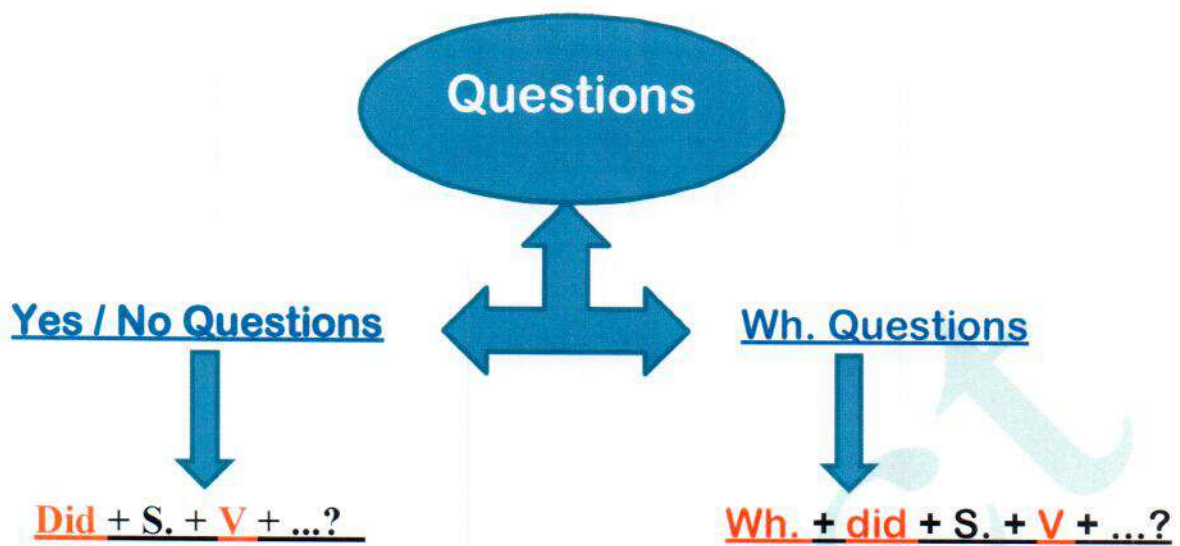 Questions
Yes / No Questions
Wh. Questions
Did + S. + V + ...?
Wh. + did + S. + V + ...?